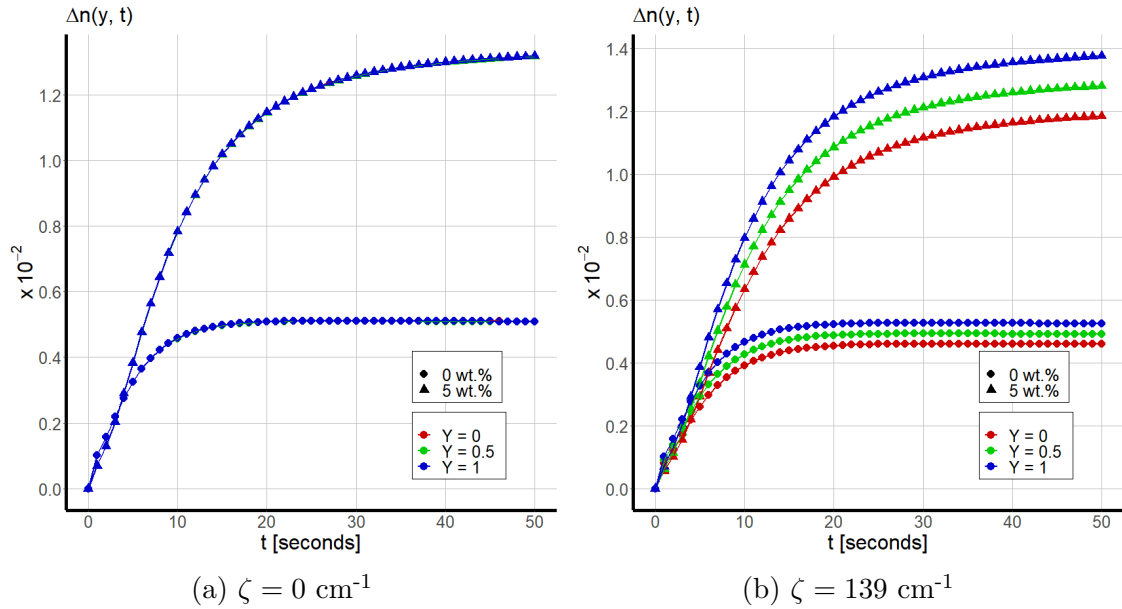 Δn(y, t)
x 10⁻²
1.2
1.0
0.8
0.6
0.4
0.2
0.0
0 wt.%
5 wt.%
Y = 0
Y = 0.5
Y = 1
0 10 20 30 40 50
t [seconds]
(a) ζ = 0 cm⁻¹
Δn(y, t)
x 10⁻²
1.4
1.2
1.0
0.8
0.6
0.4
0.2
0.0
0 wt.%
5 wt.%
Y = 0
Y = 0.5
Y = 1
0 10 20 30 40 50
t [seconds]
(b) ζ = 139 cm⁻¹